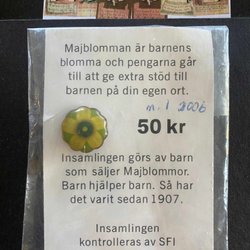 Majblomman är barnens
blomma och pengarna går
till att ge extra stöd till
barnen på din egen ort.
m. 1 2006
50 kr
Insamlingen görs av barn
som säljer Majblommor.
Barn hjälper barn. Så har
det varit sedan 1907.
Insamlingen
kontrolleras av SFI